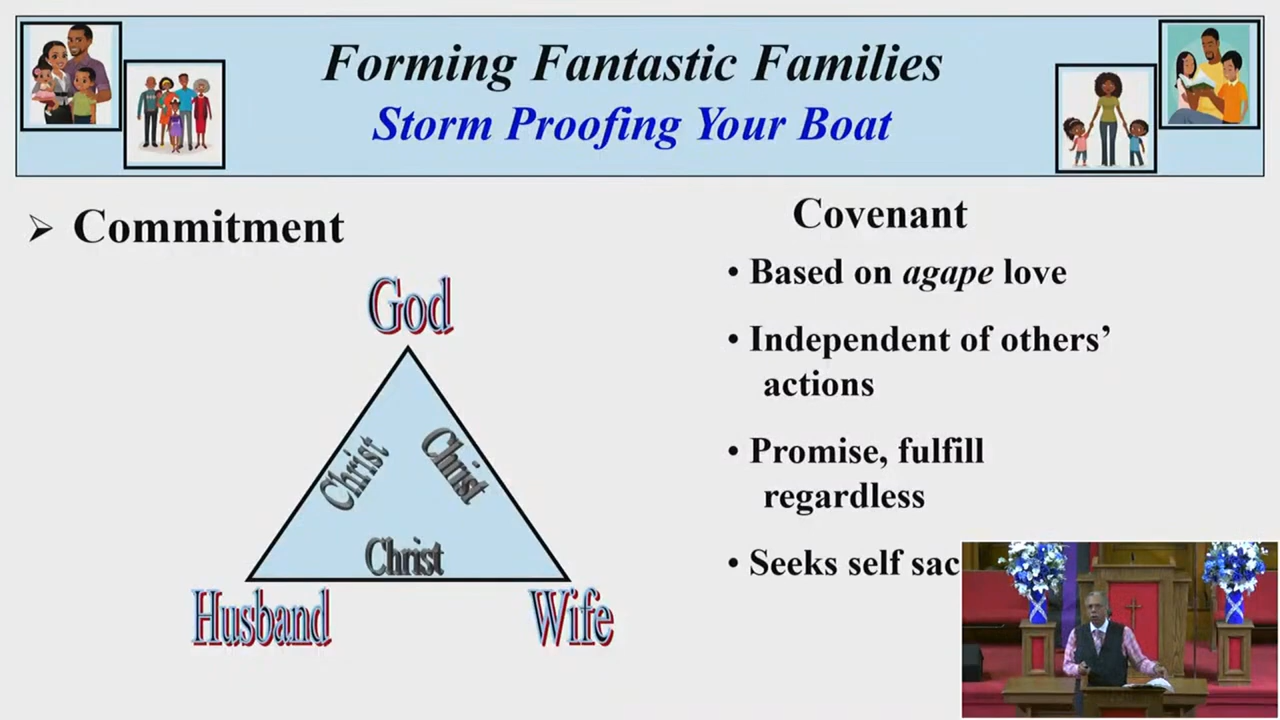 Forming Fantastic Families
Storm Proofing Your Boat
➢ Commitment
God
Christ
Christ
Christ
Husband
Wife
Covenant
• Based on agape love
• Independent of others’
actions
• Promise, fulfill
regardless
• Seeks self